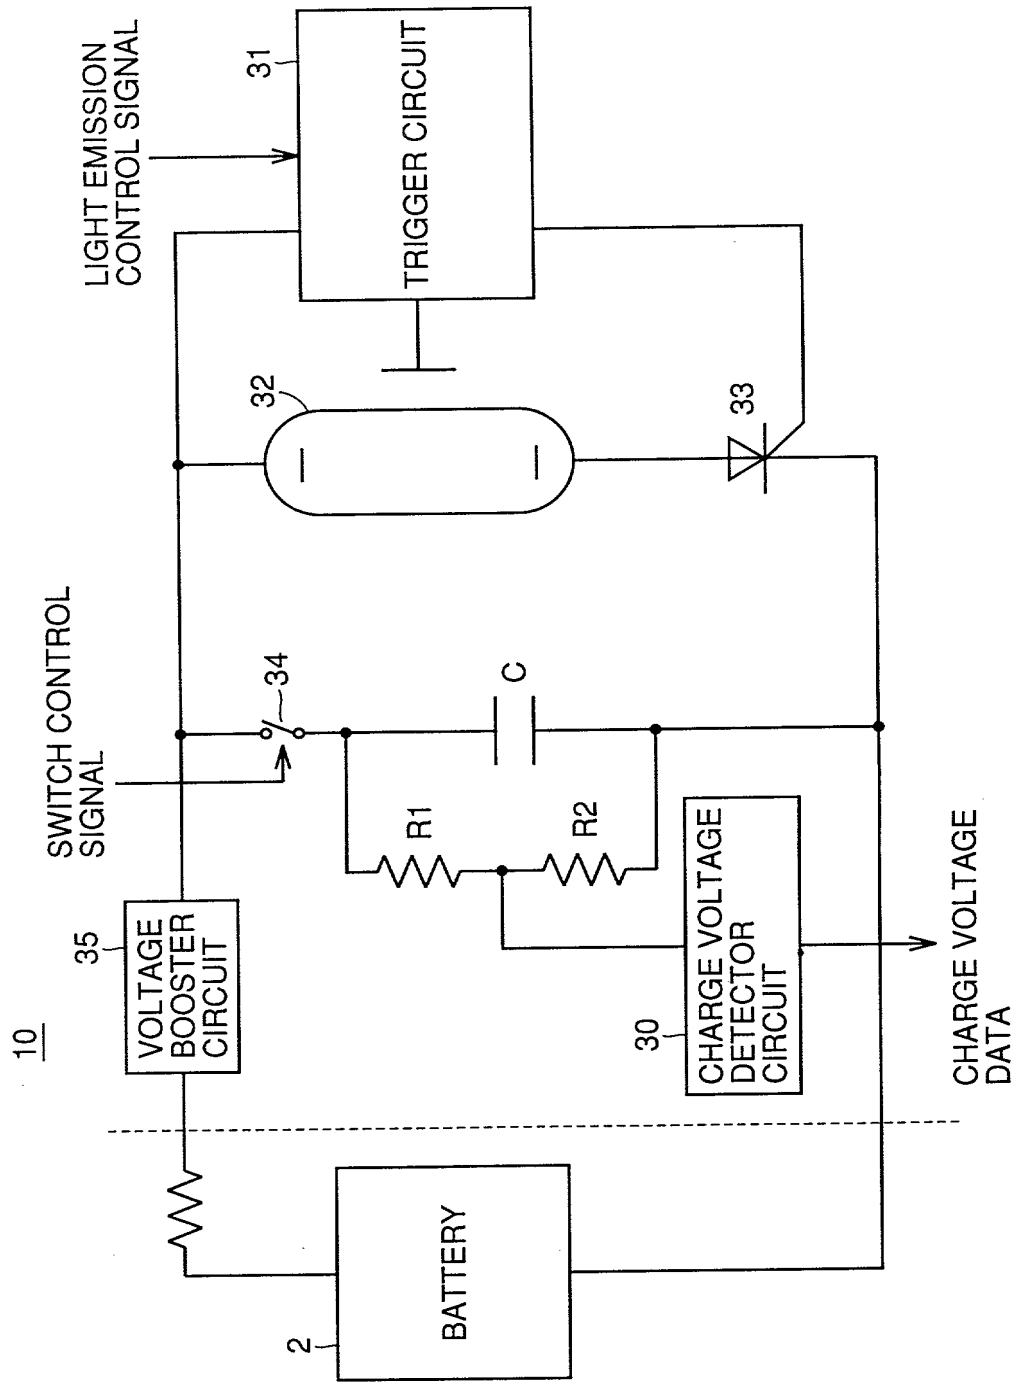 10
35
VOLTAGE
BOOSTER
CIRCUIT
SWITCH CONTROL
SIGNAL
34
LIGHT EMISSION
CONTROL SIGNAL
31
TRIGGER CIRCUIT
32
33
C
R1
R2
30
CHARGE VOLTAGE
DETECTOR
CIRCUIT
CHARGE VOLTAGE
DATA
2
BATTERY